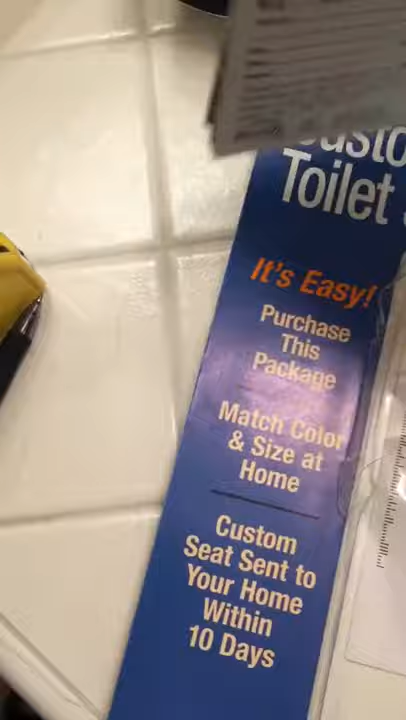 Custo
Toilet
It's Easy!
Purchase
This
Package
Match Color
& Size at
Home
Custom
Seat Sent to
Your Home
Within
10 Days